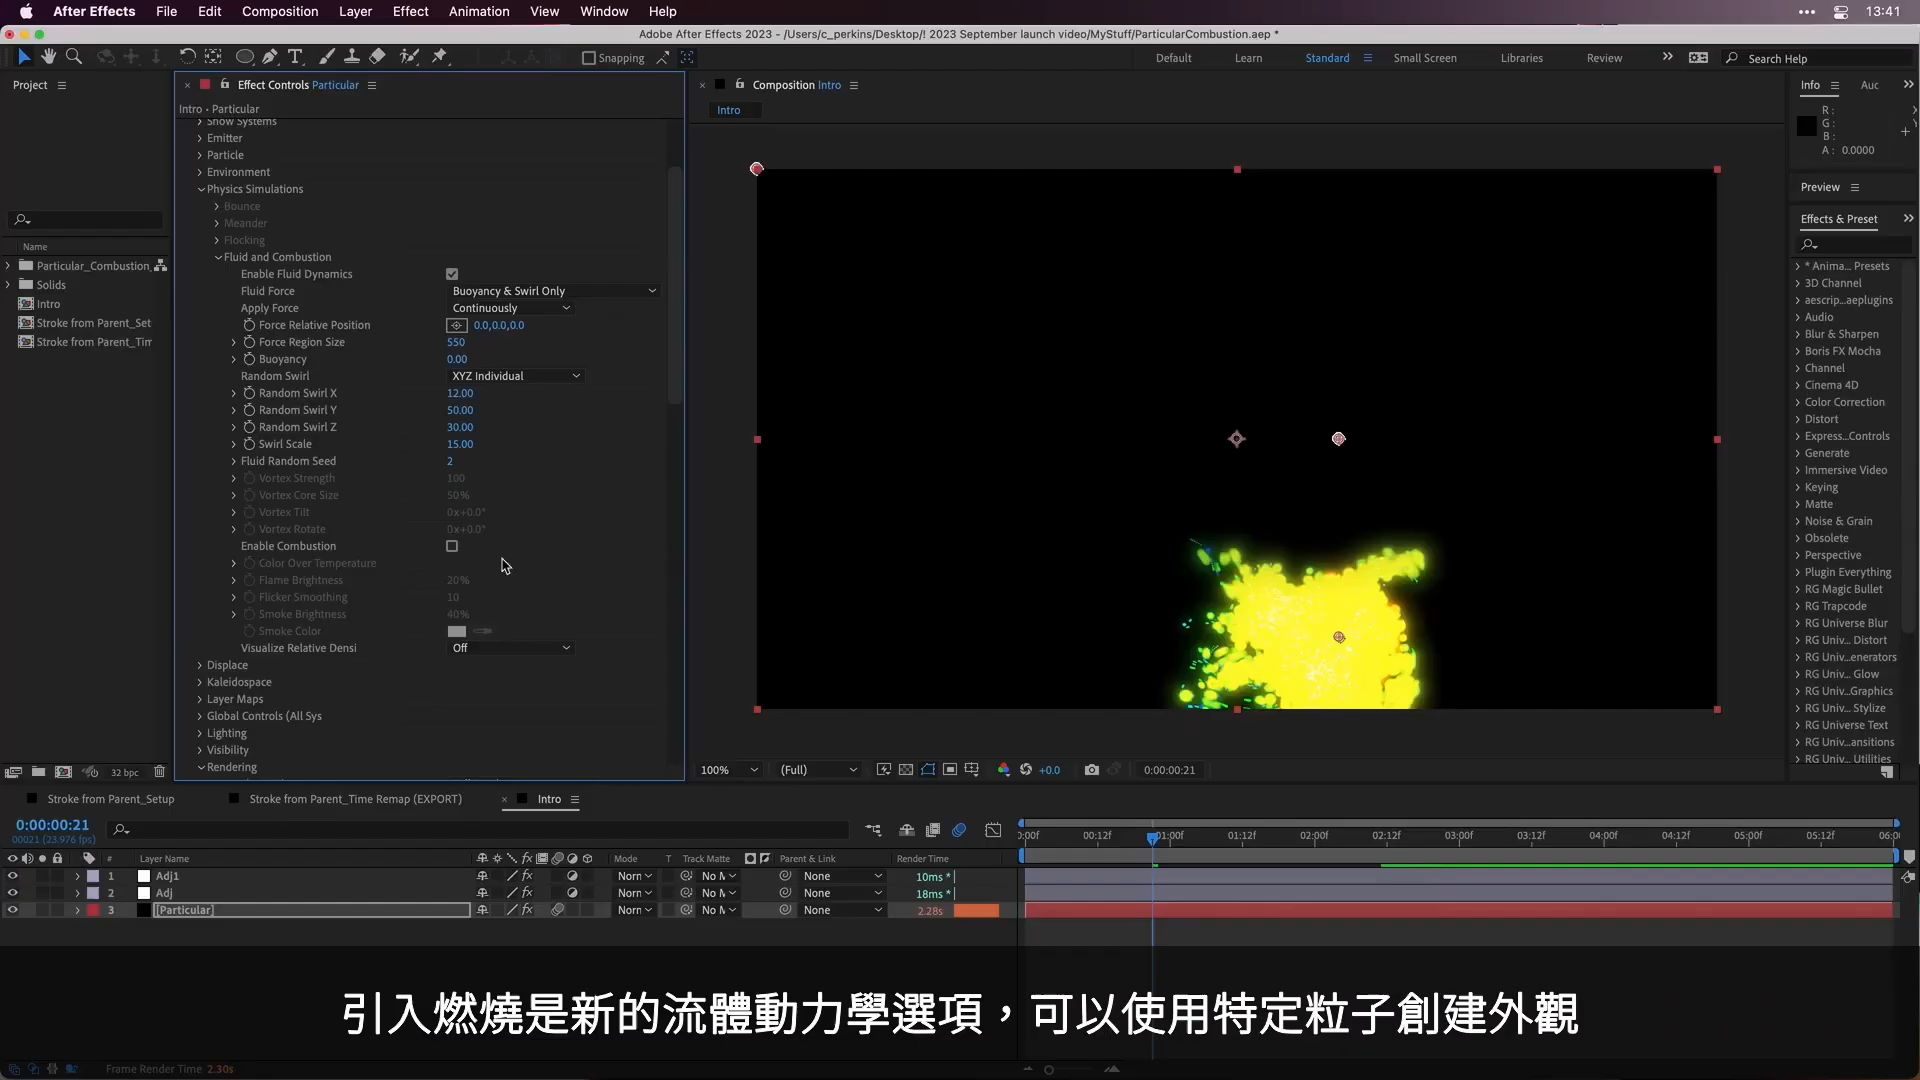 After Effects File Edit Composition Layer Effect Animation View Window Help 13:41
Adobe After Effects 2023 - /Users/c_perkins/Desktop/! 2023 September launch video/MyStuff/ParticularCombustion.aep *
Snapping Default Learn Standard Small Screen Libraries Review Search Help
Project
Name
Particular_Combustion_
Solids
Intro
Stroke from Parent_Set
Stroke from Parent_Tim
32 bpc
Effect Controls Particular
Intro • Particular
Show Systems
Emitter
Particle
Environment
Physics Simulations
Bounce
Meander
Flocking
Fluid and Combustion
Enable Fluid Dynamics
Fluid Force Buoyancy & Swirl Only
Apply Force Continuously
Force Relative Position 0.0,0.0,0.0
Force Region Size 550
Buoyancy 0.00
Random Swirl XYZ Individual
Random Swirl X 12.00
Random Swirl Y 50.00
Random Swirl Z 30.00
Swirl Scale 15.00
Fluid Random Seed 2
Vortex Strength 100
Vortex Core Size 50%
Vortex Tilt 0x+0.0°
Vortex Rotate 0x+0.0°
Enable Combustion
Color Over Temperature
Flame Brightness 20%
Flicker Smoothing 10
Smoke Brightness 40%
Smoke Color
Visualize Relative Densi Off
Displace
Kaleidospace
Layer Maps
Global Controls (All Sys
Lighting
Visibility
Rendering
Composition Intro
Intro
100% (Full) +0.0 0:00:00:21
Info Auc
R :
G :
B :
A : 0.0000
Preview
Effects & Preset
* Anima... Presets
3D Channel
aescrip...aeplugins
Audio
Blur & Sharpen
Boris FX Mocha
Channel
Cinema 4D
Color Correction
Distort
Express...Controls
Generate
Immersive Video
Keying
Matte
Noise & Grain
Obsolete
Perspective
Plugin Everything
RG Magic Bullet
RG Trapcode
RG Universe Blur
RG Univ... Distort
RG Univ...enerators
RG Univ... Glow
RG Univ...Graphics
RG Univ... Stylize
RG Universe Text
RG Univ...ansitions
RG Univ... Utilities
Stroke from Parent_Setup Stroke from Parent_Time Remap (EXPORT) Intro
0:00:00:21
00021 (23.976 fps)
:00f 00:12f 01:00f 01:12f 02:00f 02:12f 03:00f 03:12f 04:00f 04:12f 05:00f 05:12f 06:0
# Layer Name Mode T Track Matte Parent & Link Render Time
1 Adj1 Norn No M None 10ms *
2 Adj Norn No M None 18ms *
3 [Particular] Norn No M None 2.28s
引入燃燒是新的流體動力學選項，可以使用特定粒子創建外觀
Frame Render Time 2.30s